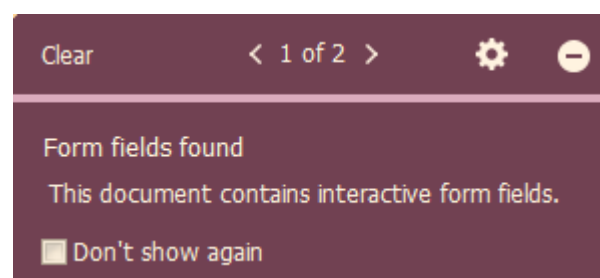 Clear < 1 of 2 >
Form fields found
This document contains interactive form fields.
Don't show again